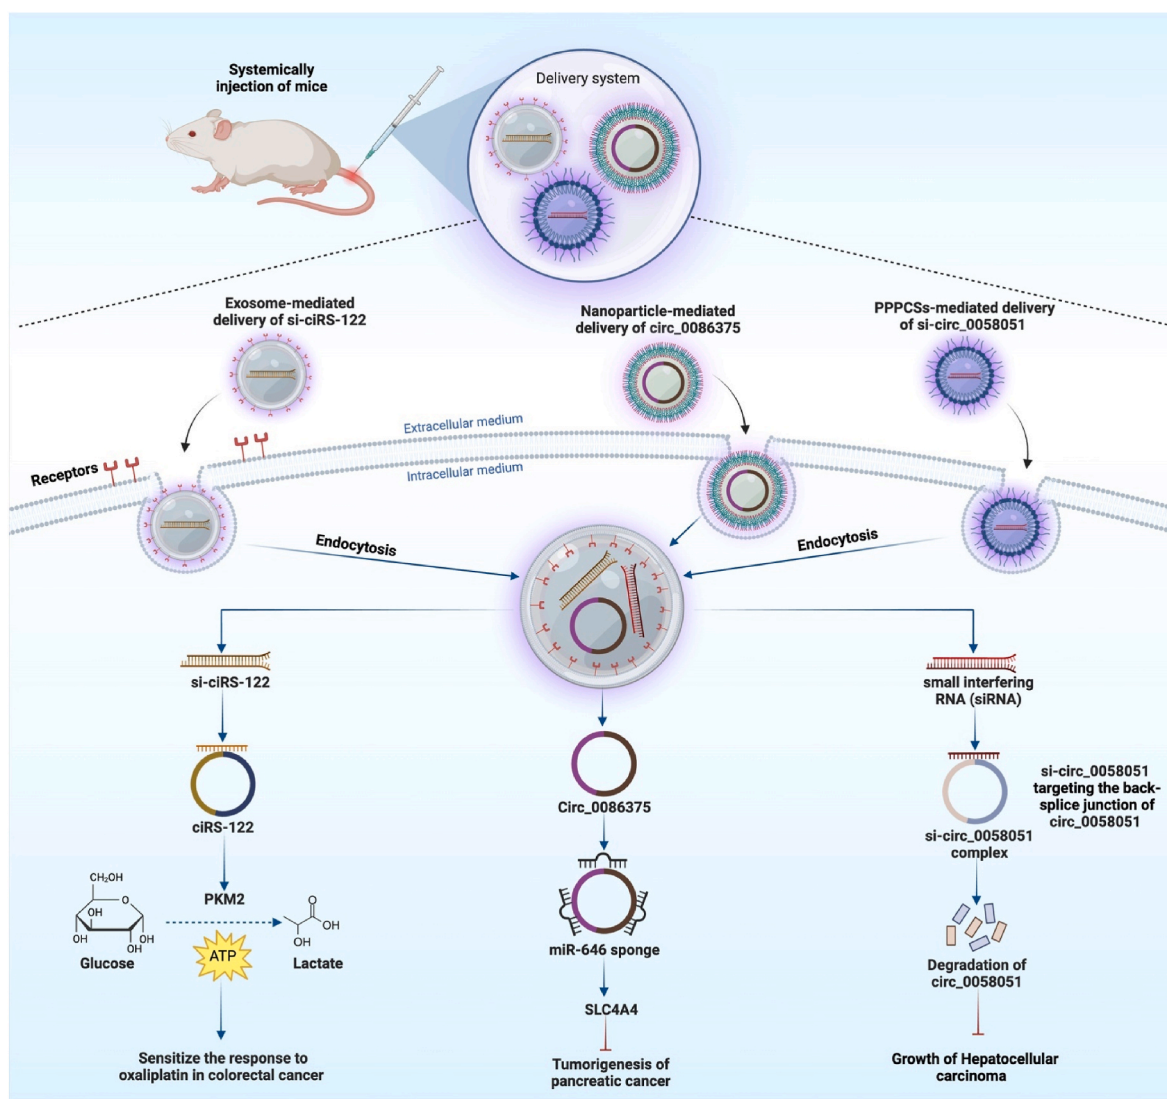 Systemically
injection of mice
Delivery system
Exosome-mediated
delivery of si-ciRS-122
Nanoparticle-mediated
delivery of circ_0086375
PPPCSs-mediated delivery
of si-circ_0058051
Extracellular medium
Intracellular medium
Receptors
Endocytosis
Endocytosis
si-ciRS-122
small interfering
RNA (siRNA)
ciRS-122
Circ_0086375
si-circ_0058051
complex
si-circ_0058051
targeting the back-
splice junction of
circ_0058051
CH₂OH
O
OH
OH
OH
OH
Glucose
PKM2
ATP
O
OH
OH
Lactate
miR-646 sponge
SLC4A4
Degradation of
circ_0058051
Sensitize the response to
oxaliplatin in colorectal cancer
Tumorigenesis of
pancreatic cancer
Growth of Hepatocellular
carcinoma